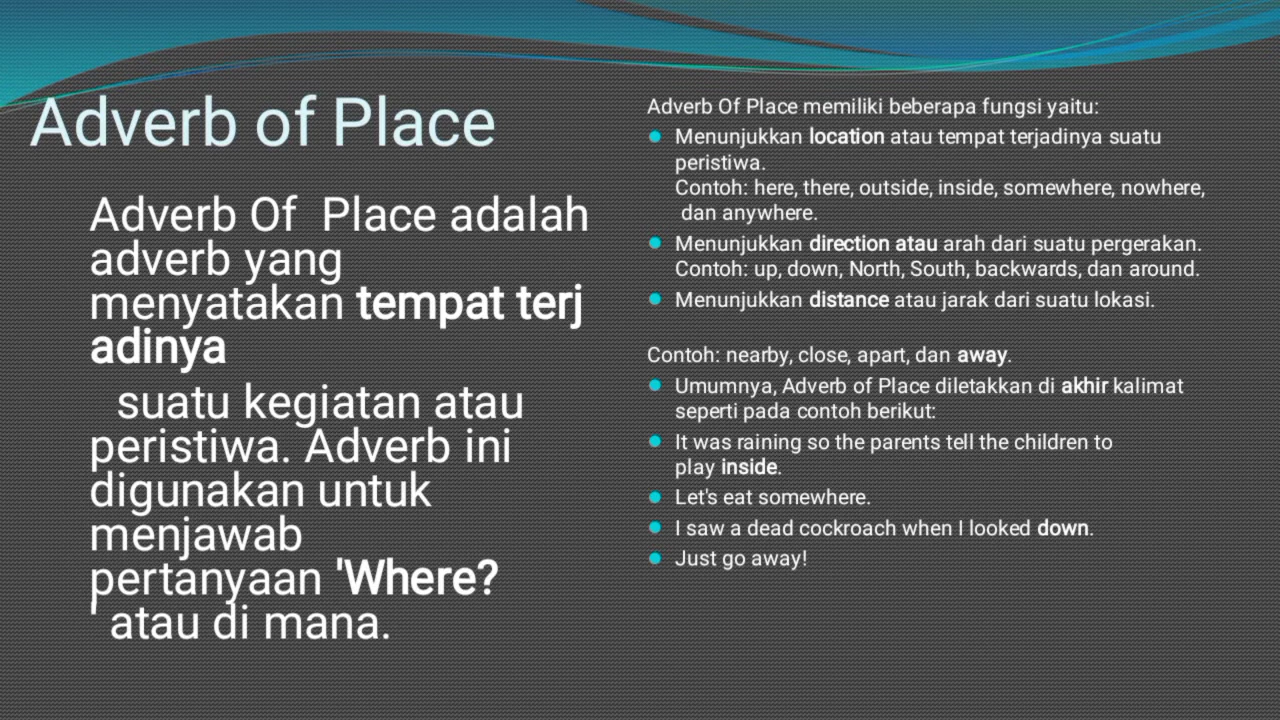 Adverb of Place
Adverb Of  Place adalah
adverb yang
menyatakan tempat terj
adinya
suatu kegiatan atau
peristiwa. Adverb ini
digunakan untuk
menjawab
pertanyaan 'Where?
' atau di mana.
Adverb Of Place memiliki beberapa fungsi yaitu:
Menunjukkan location atau tempat terjadinya suatu
peristiwa.
Contoh: here, there, outside, inside, somewhere, nowhere,
dan anywhere.
Menunjukkan direction atau arah dari suatu pergerakan.
Contoh: up, down, North, South, backwards, dan around.
Menunjukkan distance atau jarak dari suatu lokasi.
Contoh: nearby, close, apart, dan away.
Umumnya, Adverb of Place diletakkan di akhir kalimat
seperti pada contoh berikut:
It was raining so the parents tell the children to
play inside.
Let's eat somewhere.
I saw a dead cockroach when I looked down.
Just go away!